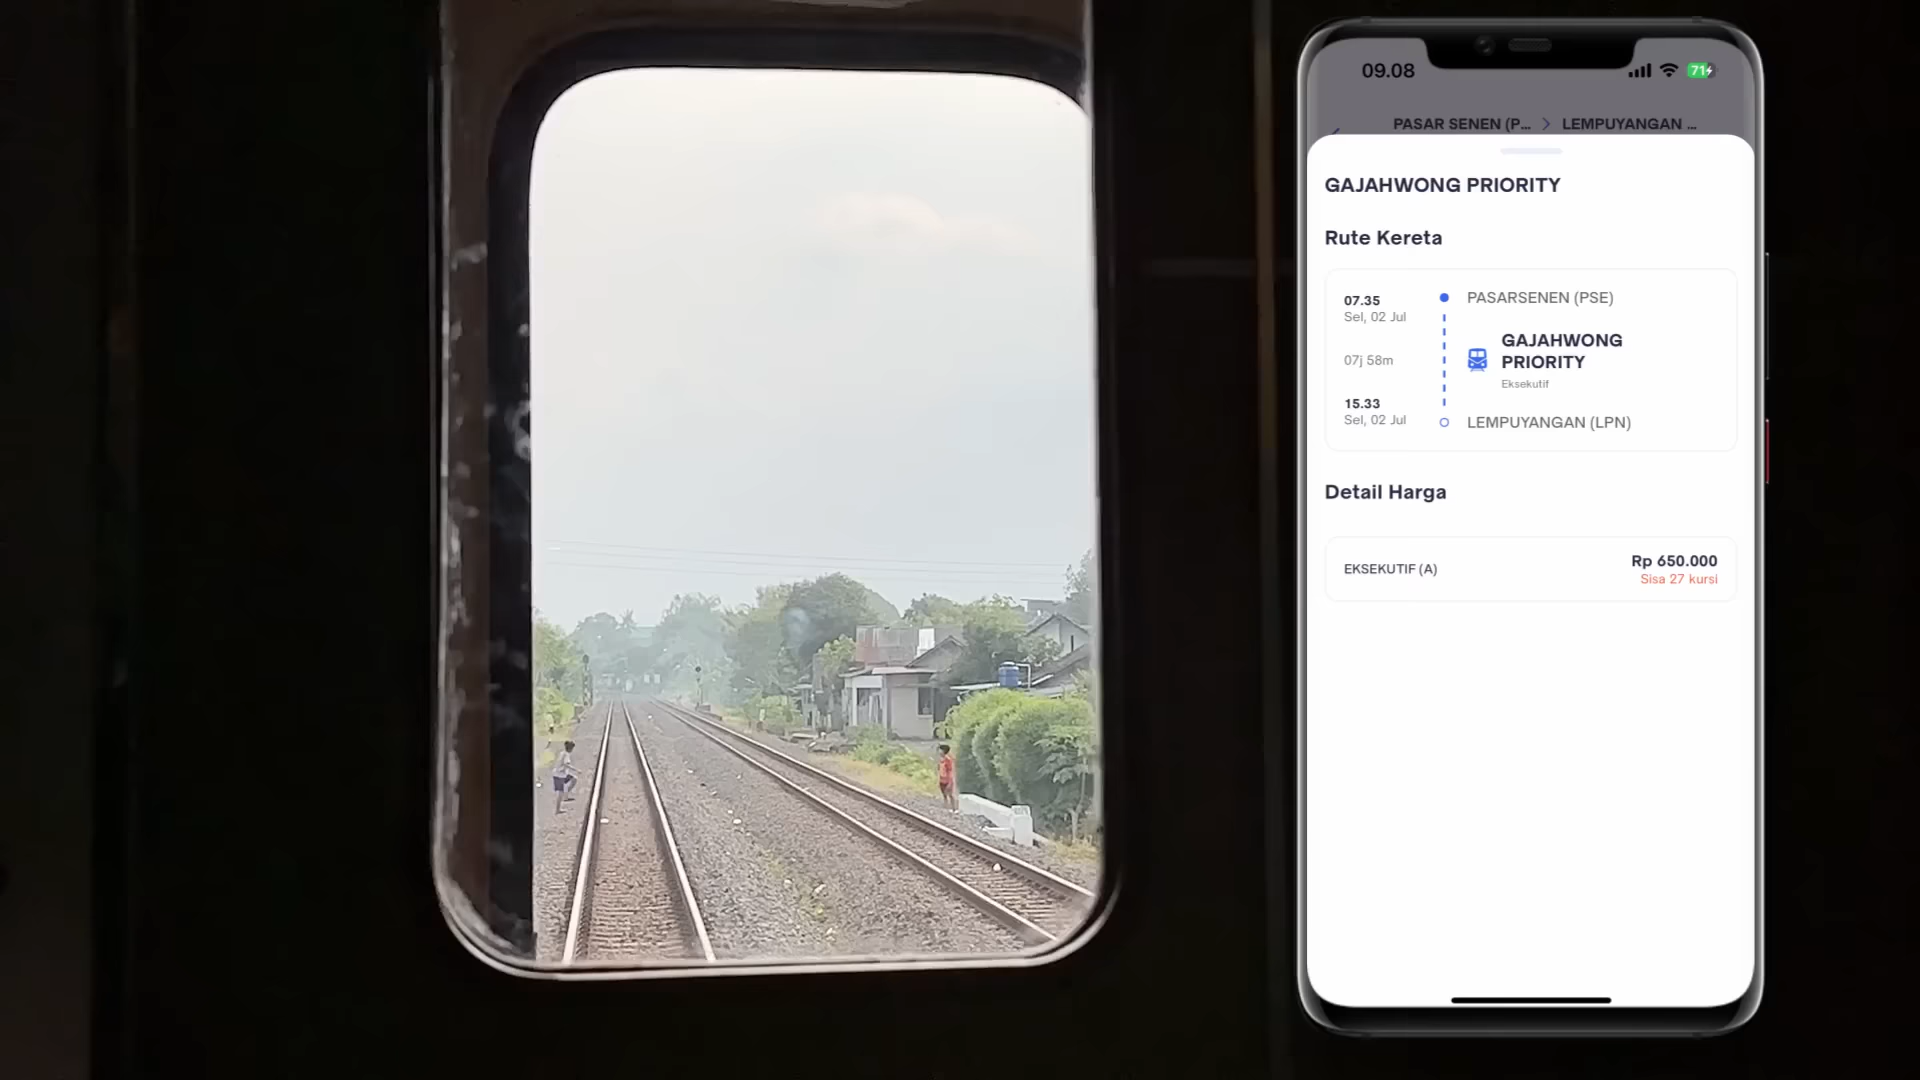 09.08
71
PASAR SENEN (P... > LEMPUYANGAN ...
GAJAHWONG PRIORITY
Rute Kereta
07.35
Sel, 02 Jul
PASARSENEN (PSE)
07j 58m
GAJAHWONG
PRIORITY
Eksekutif
15.33
Sel, 02 Jul
LEMPUYANGAN (LPN)
Detail Harga
EKSEKUTIF (A)
Rp 650.000
Sisa 27 kursi